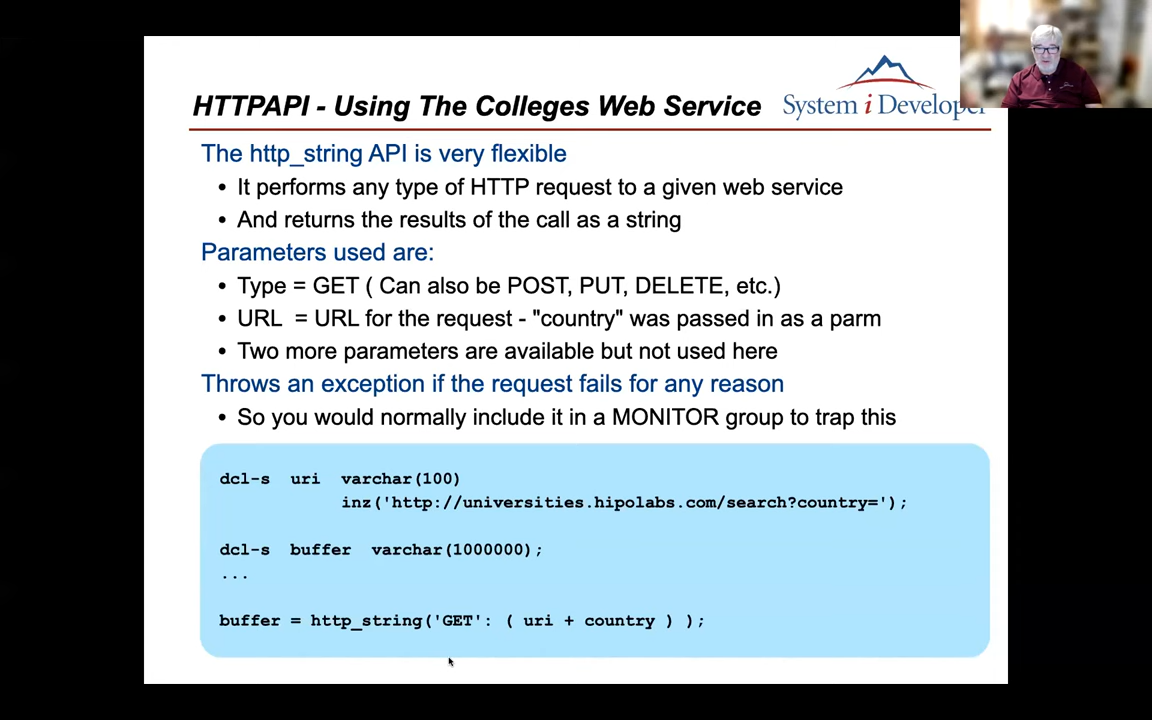 HTTPAPI - Using The Colleges Web Service
System i Developer
The http_string API is very flexible
• It performs any type of HTTP request to a given web service
• And returns the results of the call as a string
Parameters used are:
• Type = GET ( Can also be POST, PUT, DELETE, etc.)
• URL = URL for the request - "country" was passed in as a parm
• Two more parameters are available but not used here
Throws an exception if the request fails for any reason
• So you would normally include it in a MONITOR group to trap this
dcl-s uri varchar(100)
inz('http://universities.hipolabs.com/search?country=');
dcl-s buffer varchar(1000000);
...
buffer = http_string('GET': ( uri + country ) );